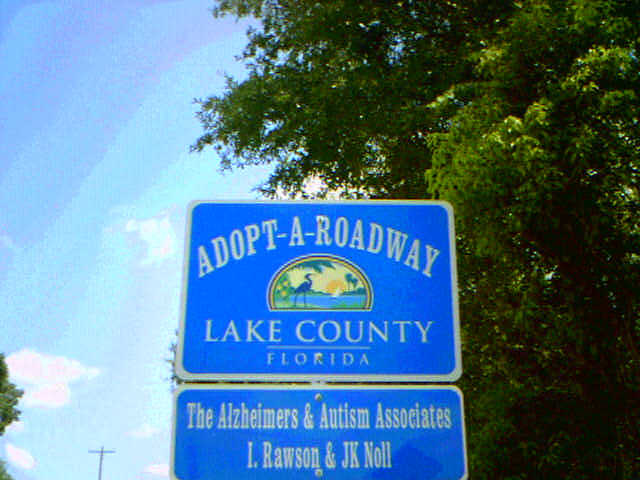 ADOPT-A-ROADWAY
LAKE COUNTY
FLORIDA
The Alzheimers & Autism Associates
I. Rawson & JK Noll